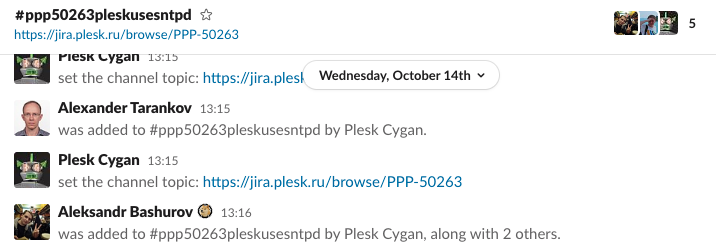 #ppp50263pleskusesntpd
https://jira.plesk.ru/browse/PPP-50263
5
Plesk Cygan 13:15
set the channel topic: https://jira.plesk
Wednesday, October 14th
Alexander Tarankov 13:15
was added to #ppp50263pleskusesntpd by Plesk Cygan.
Plesk Cygan 13:15
set the channel topic: https://jira.plesk.ru/browse/PPP-50263
Aleksandr Bashurov 13:16
was added to #ppp50263pleskusesntpd by Plesk Cygan, along with 2 others.